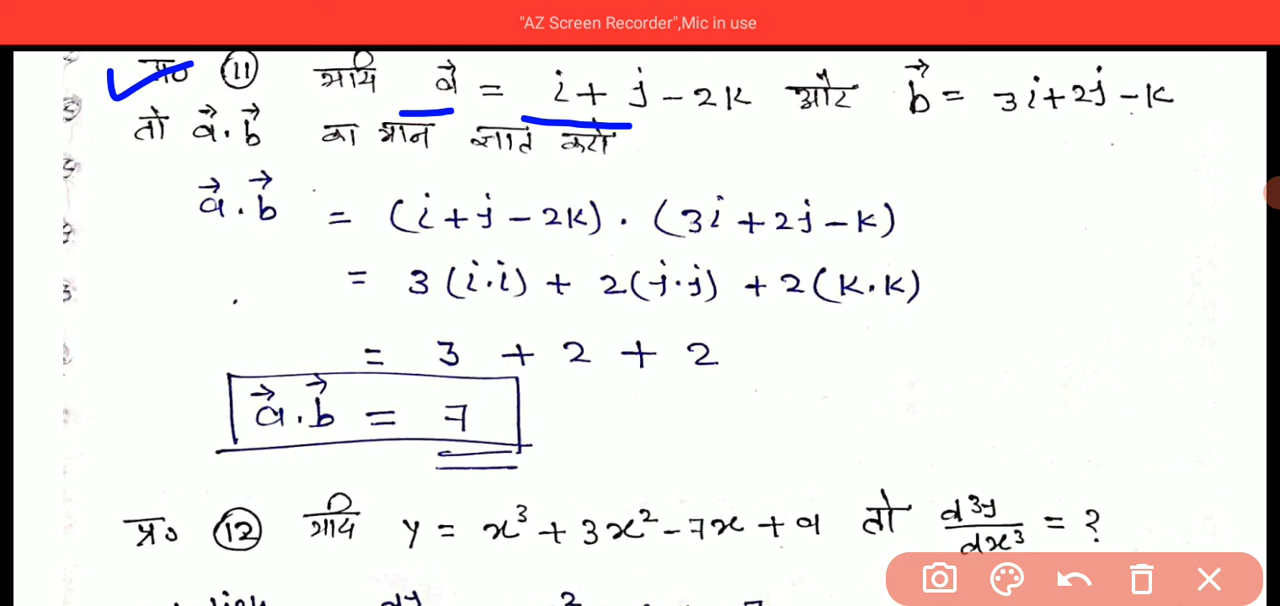 "AZ Screen Recorder",Mic in use
प्र० (11) यदि a⃗ = i + j - 2k और b⃗ = 3i + 2j - k
तो a⃗.b⃗ का मान ज्ञात करो
a⃗.b⃗ = (i + j - 2k) . (3i + 2j - k)
= 3(i.i) + 2(j.j) + 2(k.k)
= 3 + 2 + 2
a⃗.b⃗ = 7
प्र० (12) यदि y = x³ + 3x² - 7x + 9 तो d³y/dx³ = ?